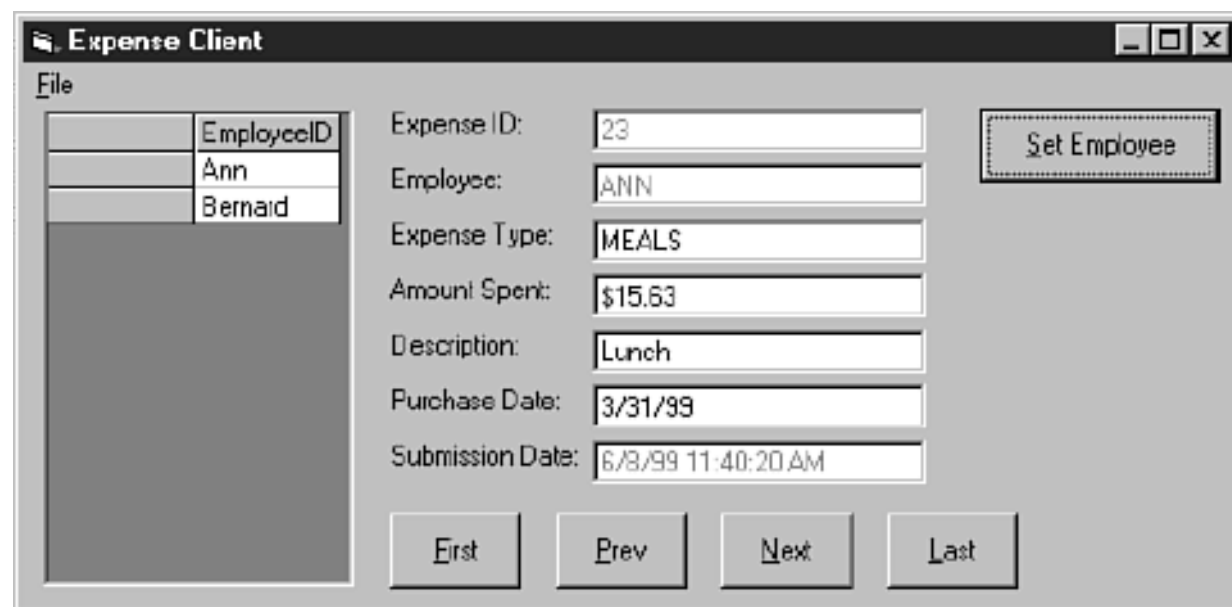 Expense Client
File
EmployeeID
Ann
Bernard
Expense ID: 23
Employee: ANN
Expense Type: MEALS
Amount Spent: $15.63
Description: Lunch
Purchase Date: 3/31/99
Submission Date: 6/8/99 11:40:20 AM
Set Employee
First Prev Next Last